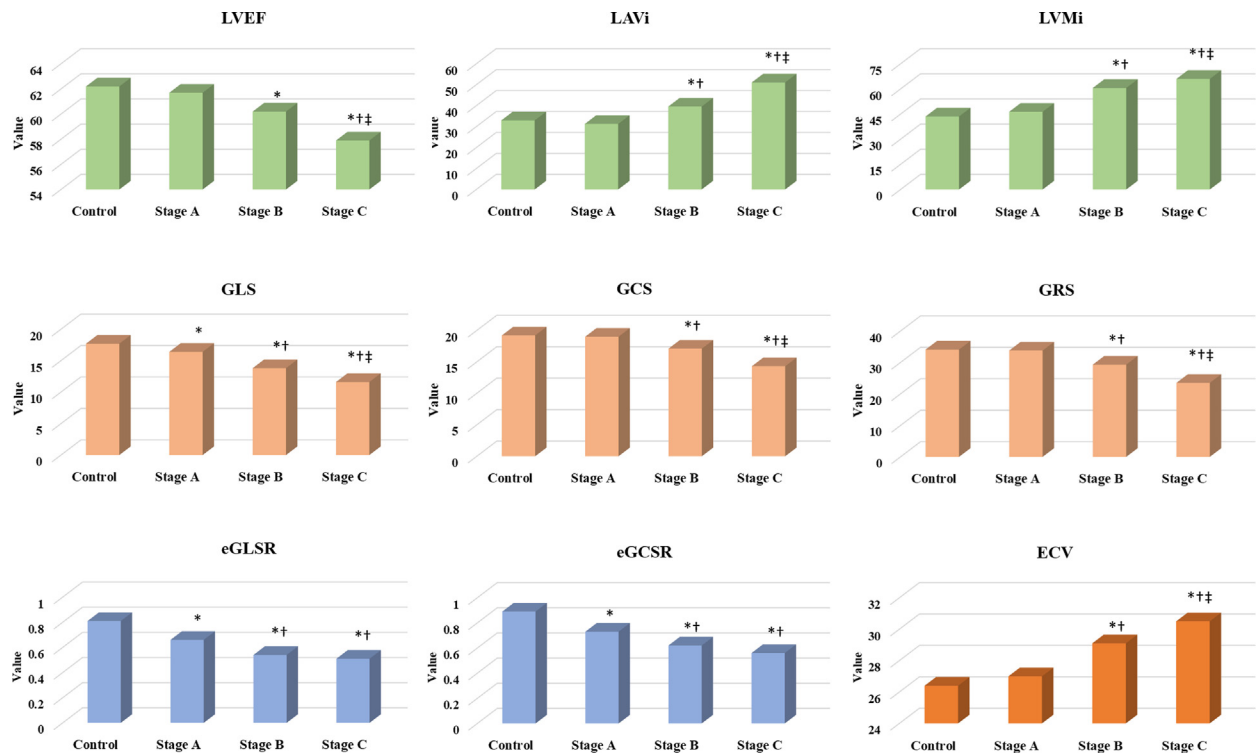 LVEF
Value
64
62
60
58
56
54
*
*†‡
Control Stage A Stage B Stage C
LAVi
Value
60
50
40
30
20
10
0
*†
*†‡
Control Stage A Stage B Stage C
LVMi
Value
75
60
45
30
15
0
*†
*†‡
Control Stage A Stage B Stage C
GLS
Value
20
15
10
5
0
*
*†
*†‡
Control Stage A Stage B Stage C
GCS
Value
20
15
10
5
0
*†
*†‡
Control Stage A Stage B Stage C
GRS
Value
40
30
20
10
0
*†
*†‡
Control Stage A Stage B Stage C
eGLSR
Value
1
0.8
0.6
0.4
0.2
0
*
*†
*†
Control Stage A Stage B Stage C
eGCSR
Value
1
0.8
0.6
0.4
0.2
0
*
*†
*†
Control Stage A Stage B Stage C
ECV
Value
32
30
28
26
24
*†
*†‡
Control Stage A Stage B Stage C